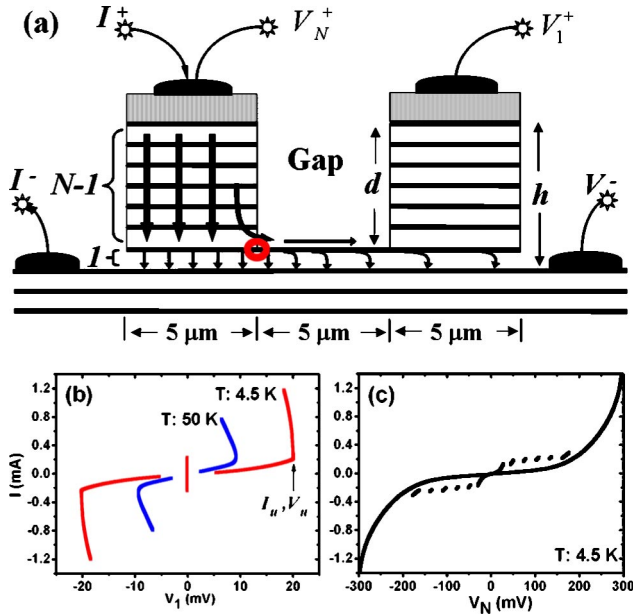 (a)
I+
V_N+
V_1+
I-
N-1
Gap
d
h
V-
1
5 μm
5 μm
5 μm
(b)
T: 4.5 K
T: 50 K
I_u, V_u
I (mA)
1.2
0.8
0.4
0.0
-0.4
-0.8
-1.2
-20
-10
0
10
20
V_1 (mV)
(c)
T: 4.5 K
I (mA)
1.2
0.8
0.4
0.0
-0.4
-0.8
-1.2
-300
-200
-100
0
100
200
300
V_N (mV)